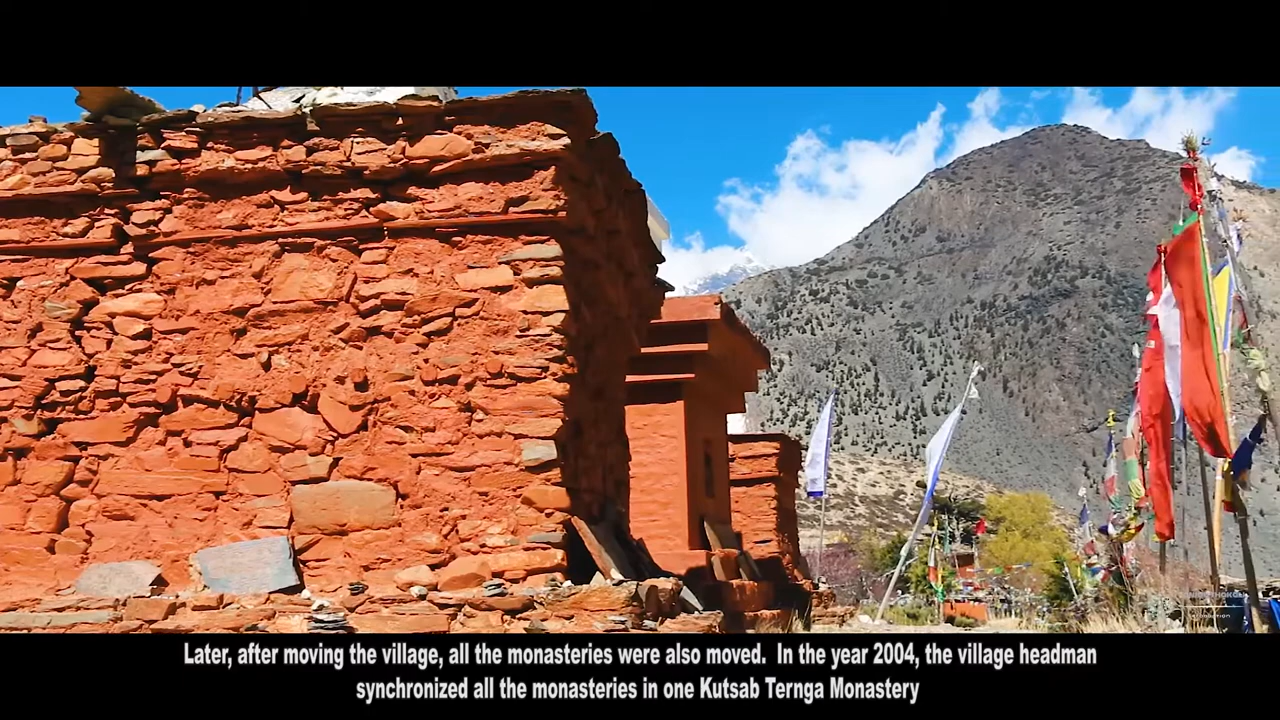 Later, after moving the village, all the monasteries were also moved.  In the year 2004, the village headman
synchronized all the monasteries in one Kutsab Ternga Monastery